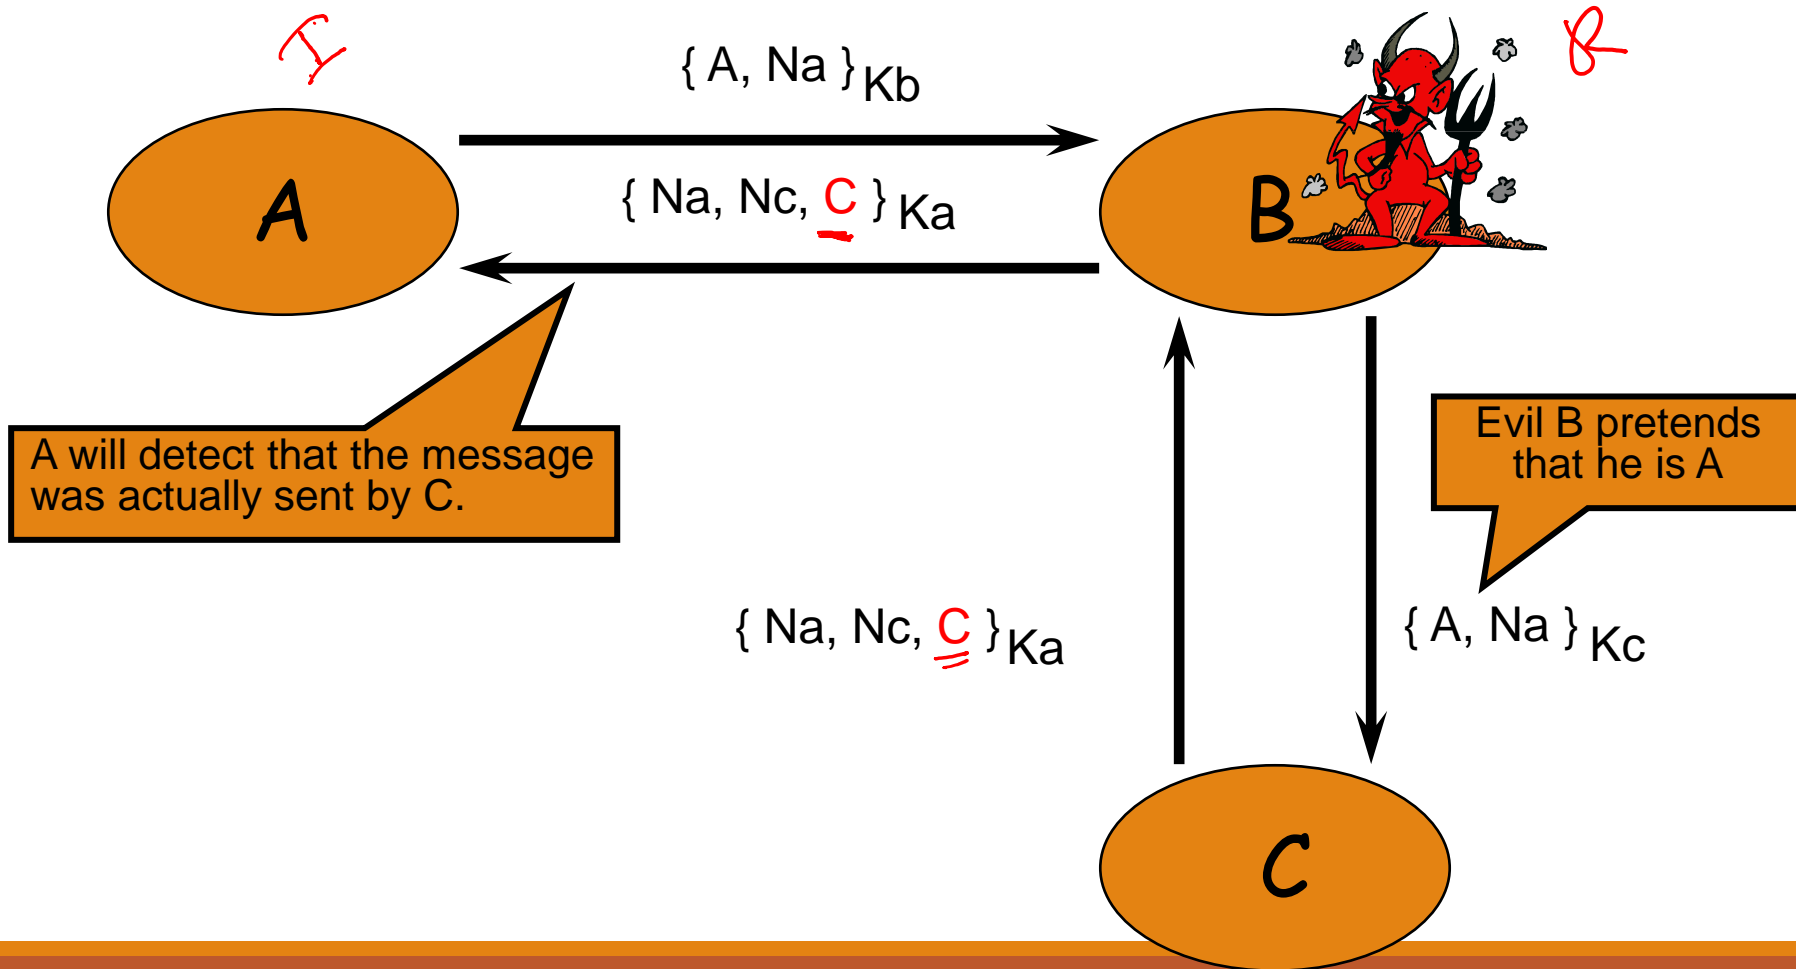 I
R
{ A, Na } Kb
{ Na, Nc, C } Ka
A
B
A will detect that the message
was actually sent by C.
Evil B pretends
that he is A
{ Na, Nc, C } Ka
{ A, Na } Kc
C